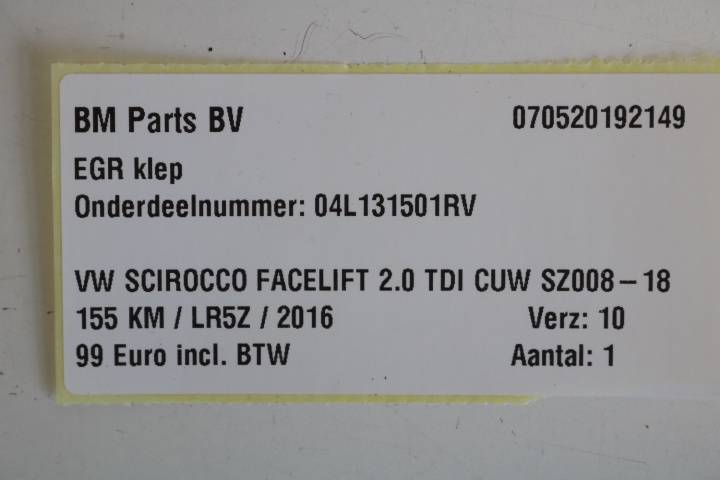 BM Parts BV 070520192149
EGR klep
Onderdeelnummer: 04L131501RV
VW SCIROCCO FACELIFT 2.0 TDI CUW SZ008-18
155 KM / LR5Z / 2016 Verz: 10
99 Euro incl. BTW Aantal: 1